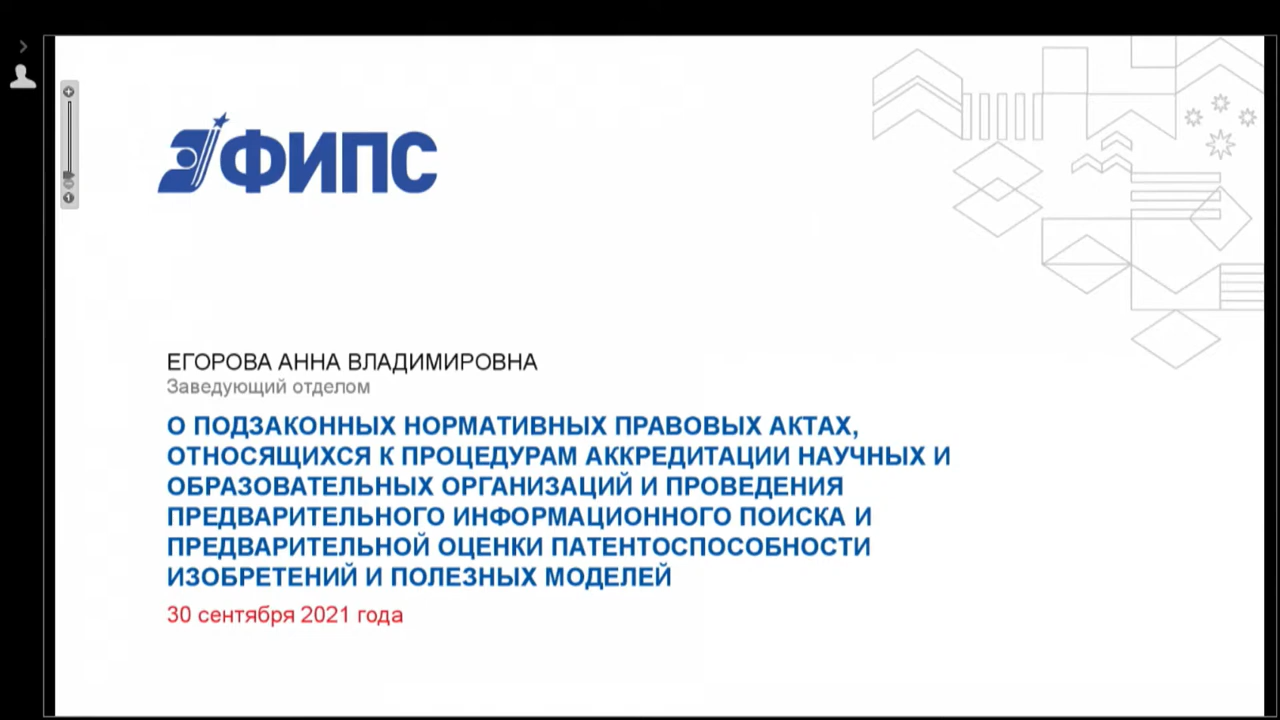 ФИПС
ЕГОРОВА АННА ВЛАДИМИРОВНА
Заведующий отделом
О ПОДЗАКОННЫХ НОРМАТИВНЫХ ПРАВОВЫХ АКТАХ,
ОТНОСЯЩИХСЯ К ПРОЦЕДУРАМ АККРЕДИТАЦИИ НАУЧНЫХ И
ОБРАЗОВАТЕЛЬНЫХ ОРГАНИЗАЦИЙ И ПРОВЕДЕНИЯ
ПРЕДВАРИТЕЛЬНОГО ИНФОРМАЦИОННОГО ПОИСКА И
ПРЕДВАРИТЕЛЬНОЙ ОЦЕНКИ ПАТЕНТОСПОСОБНОСТИ
ИЗОБРЕТЕНИЙ И ПОЛЕЗНЫХ МОДЕЛЕЙ
30 сентября 2021 года